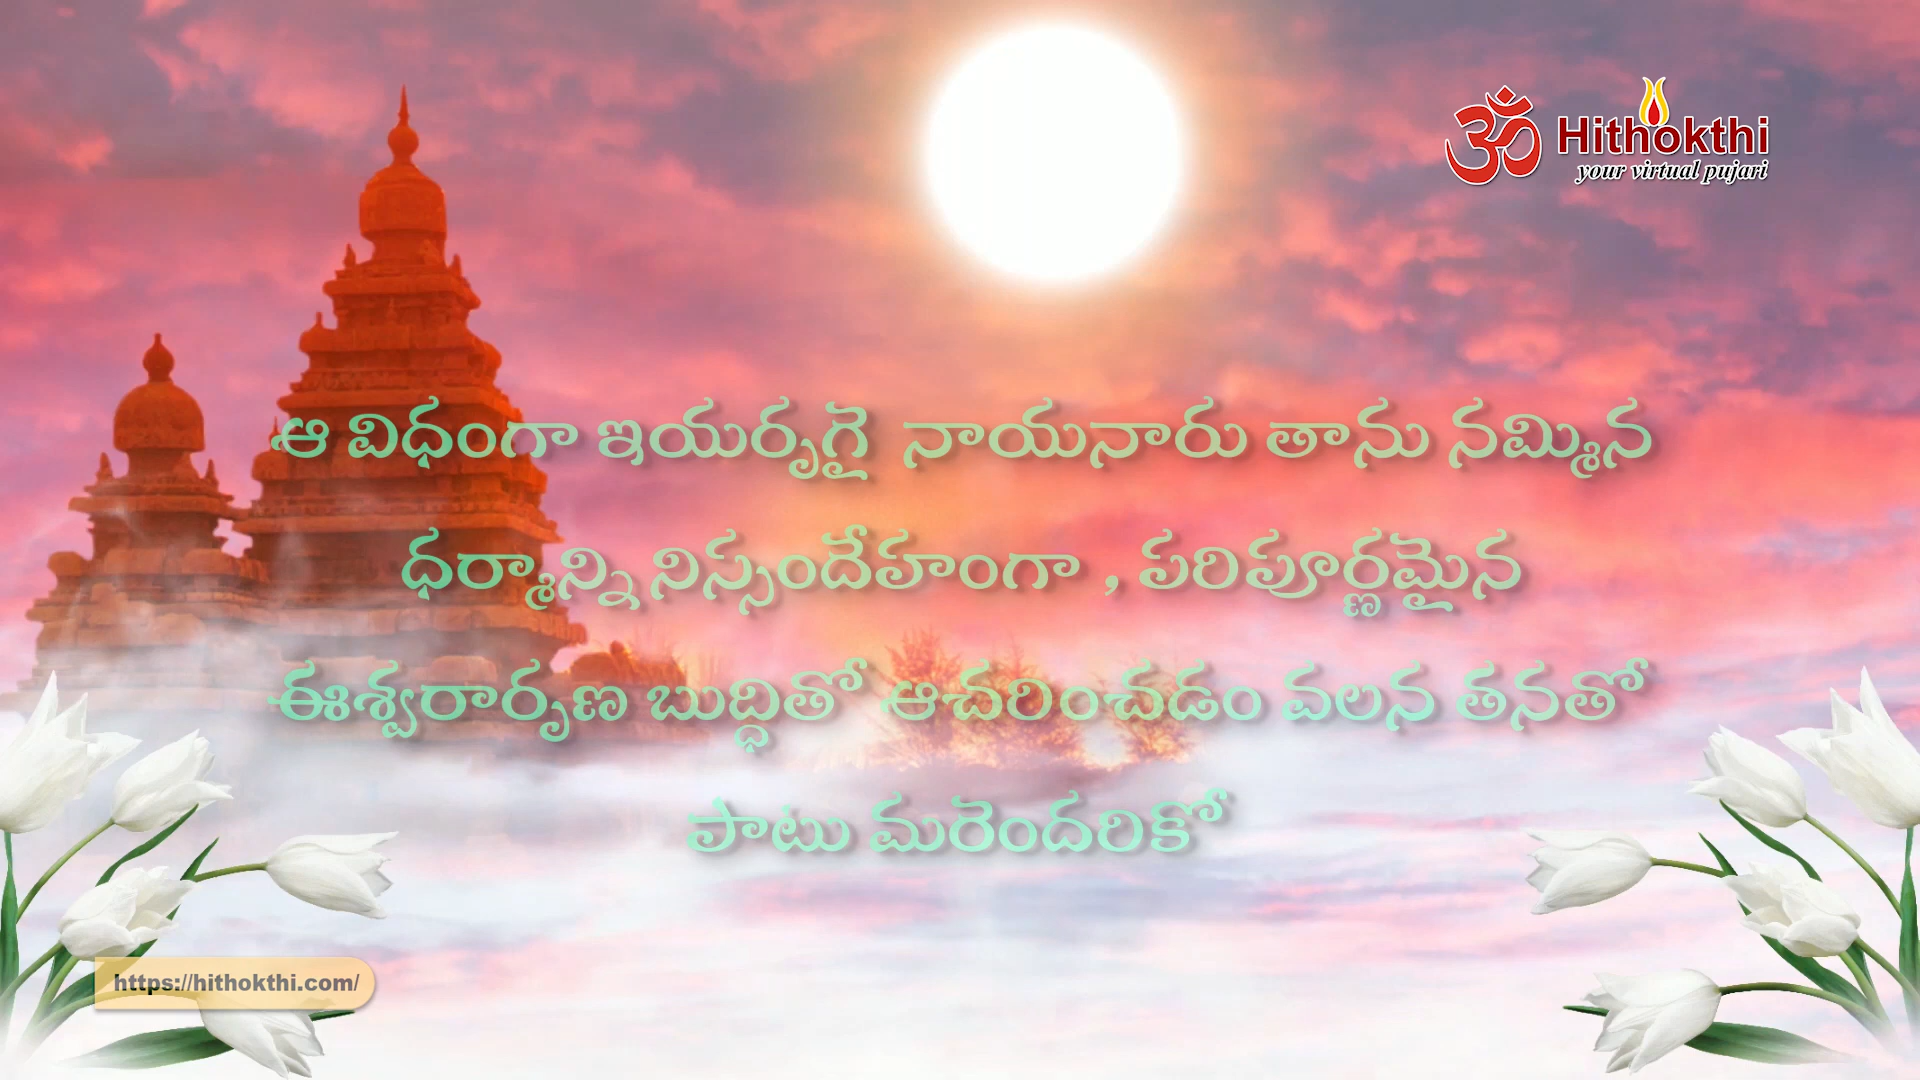 ॐ Hithokthi
your virtual pujari
ఆ విధంగా ఇయర్పగై నాయనారు తాను నమ్మిన
ధర్మాన్ని నిస్సందేహంగా , పరిపూర్ణమైన
ఈశ్వరార్పణ బుద్ధితో ఆచరించడం వలన తనతో
పాటు మరెందరికో
https://hithokthi.com/